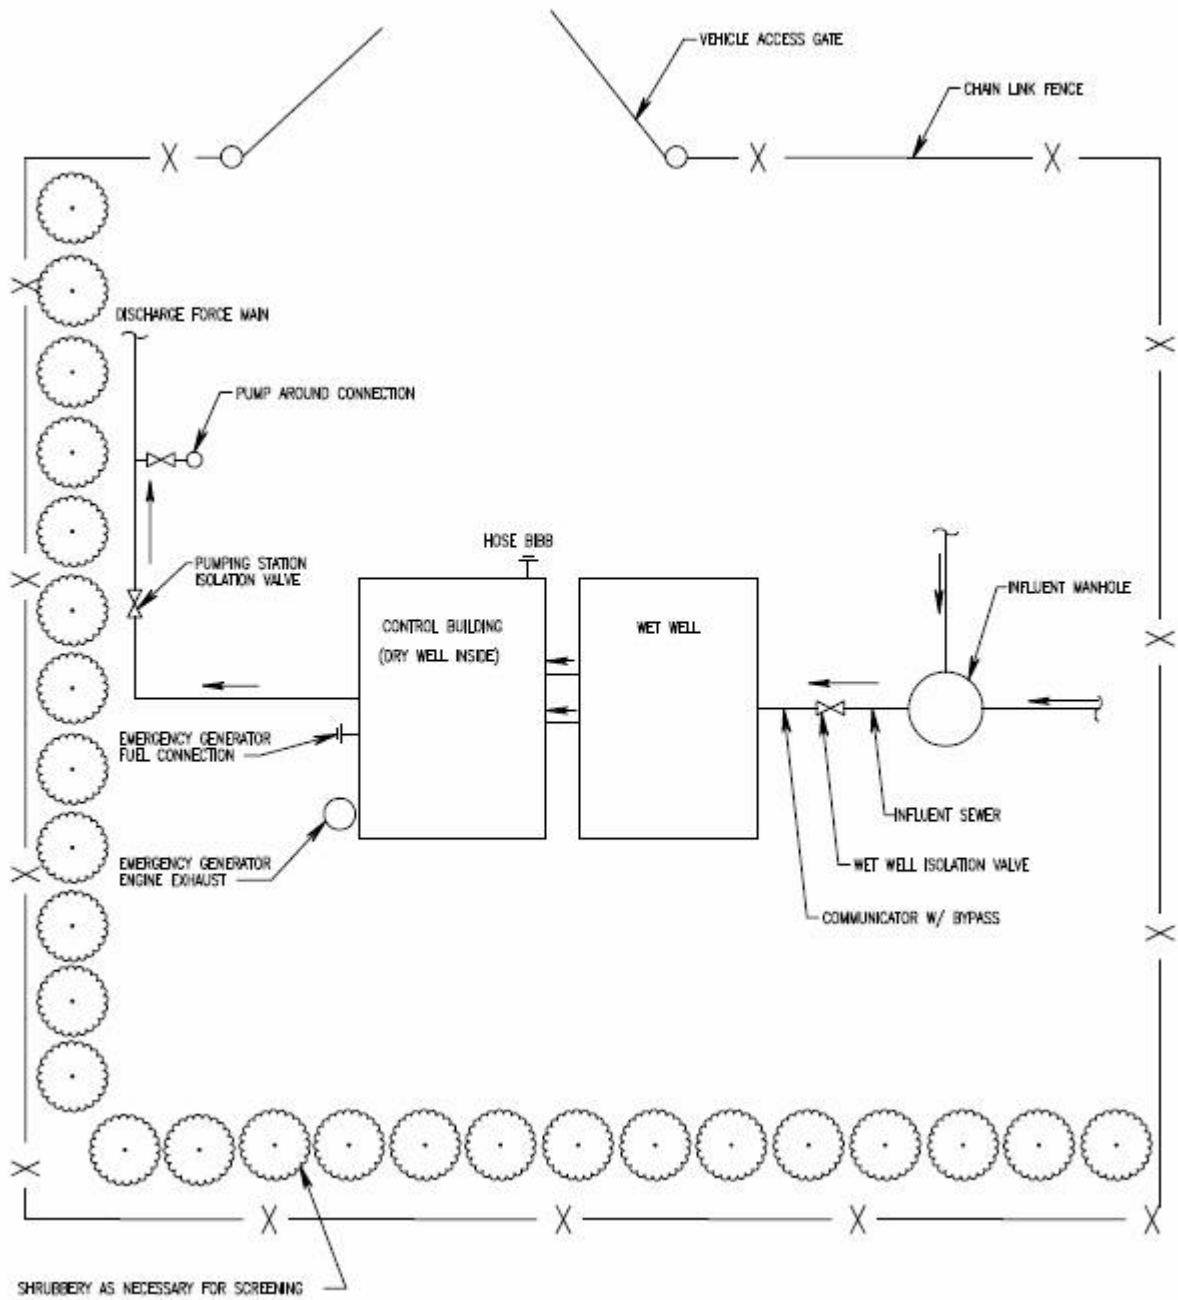 VEHICLE ACCESS GATE
CHAIN LINK FENCE
DISCHARGE FORCE MAIN
PUMP AROUND CONNECTION
HOSE BIBB
PUMPING STATION
ISOLATION VALVE
INFLUENT MANHOLE
CONTROL BUILDING
(DRY WELL INSIDE)
WET WELL
EMERGENCY GENERATOR
FUEL CONNECTION
INFLUENT SEWER
EMERGENCY GENERATOR
ENGINE EXHAUST
WET WELL ISOLATION VALVE
COMMUNICATOR W/ BYPASS
SHRUBBERY AS NECESSARY FOR SCREENING